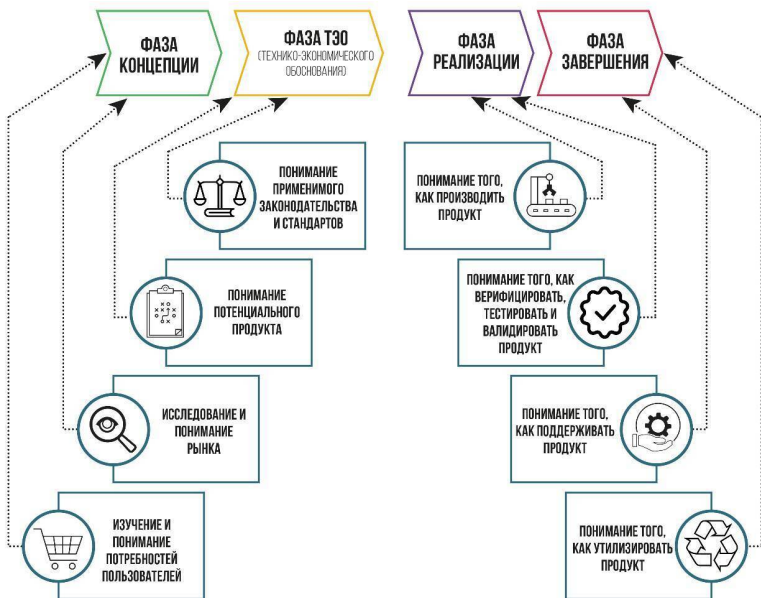 ФАЗА
КОНЦЕПЦИИ
ФАЗА ТЭО
(ТЕХНИКО-ЭКОНОМИЧЕСКОГО
ОБОСНОВАНИЯ)
ФАЗА
РЕАЛИЗАЦИИ
ФАЗА
ЗАВЕРШЕНИЯ
ПОНИМАНИЕ
ПРИМЕНИМОГО
ЗАКОНОДАТЕЛЬСТВА
И СТАНДАРТОВ
ПОНИМАНИЕ ТОГО,
КАК ПРОИЗВОДИТЬ
ПРОДУКТ
ПОНИМАНИЕ
ПОТЕНЦИАЛЬНОГО
ПРОДУКТА
ПОНИМАНИЕ ТОГО, КАК
ВЕРИФИЦИРОВАТЬ,
ТЕСТИРОВАТЬ И
ВАЛИДИРОВАТЬ
ПРОДУКТ
ИССЛЕДОВАНИЕ И
ПОНИМАНИЕ
РЫНКА
ПОНИМАНИЕ ТОГО,
КАК ПОДДЕРЖИВАТЬ
ПРОДУКТ
ИЗУЧЕНИЕ И
ПОНИМАНИЕ
ПОТРЕБНОСТЕЙ
ПОЛЬЗОВАТЕЛЕЙ
ПОНИМАНИЕ ТОГО,
КАК УТИЛИЗИРОВАТЬ
ПРОДУКТ